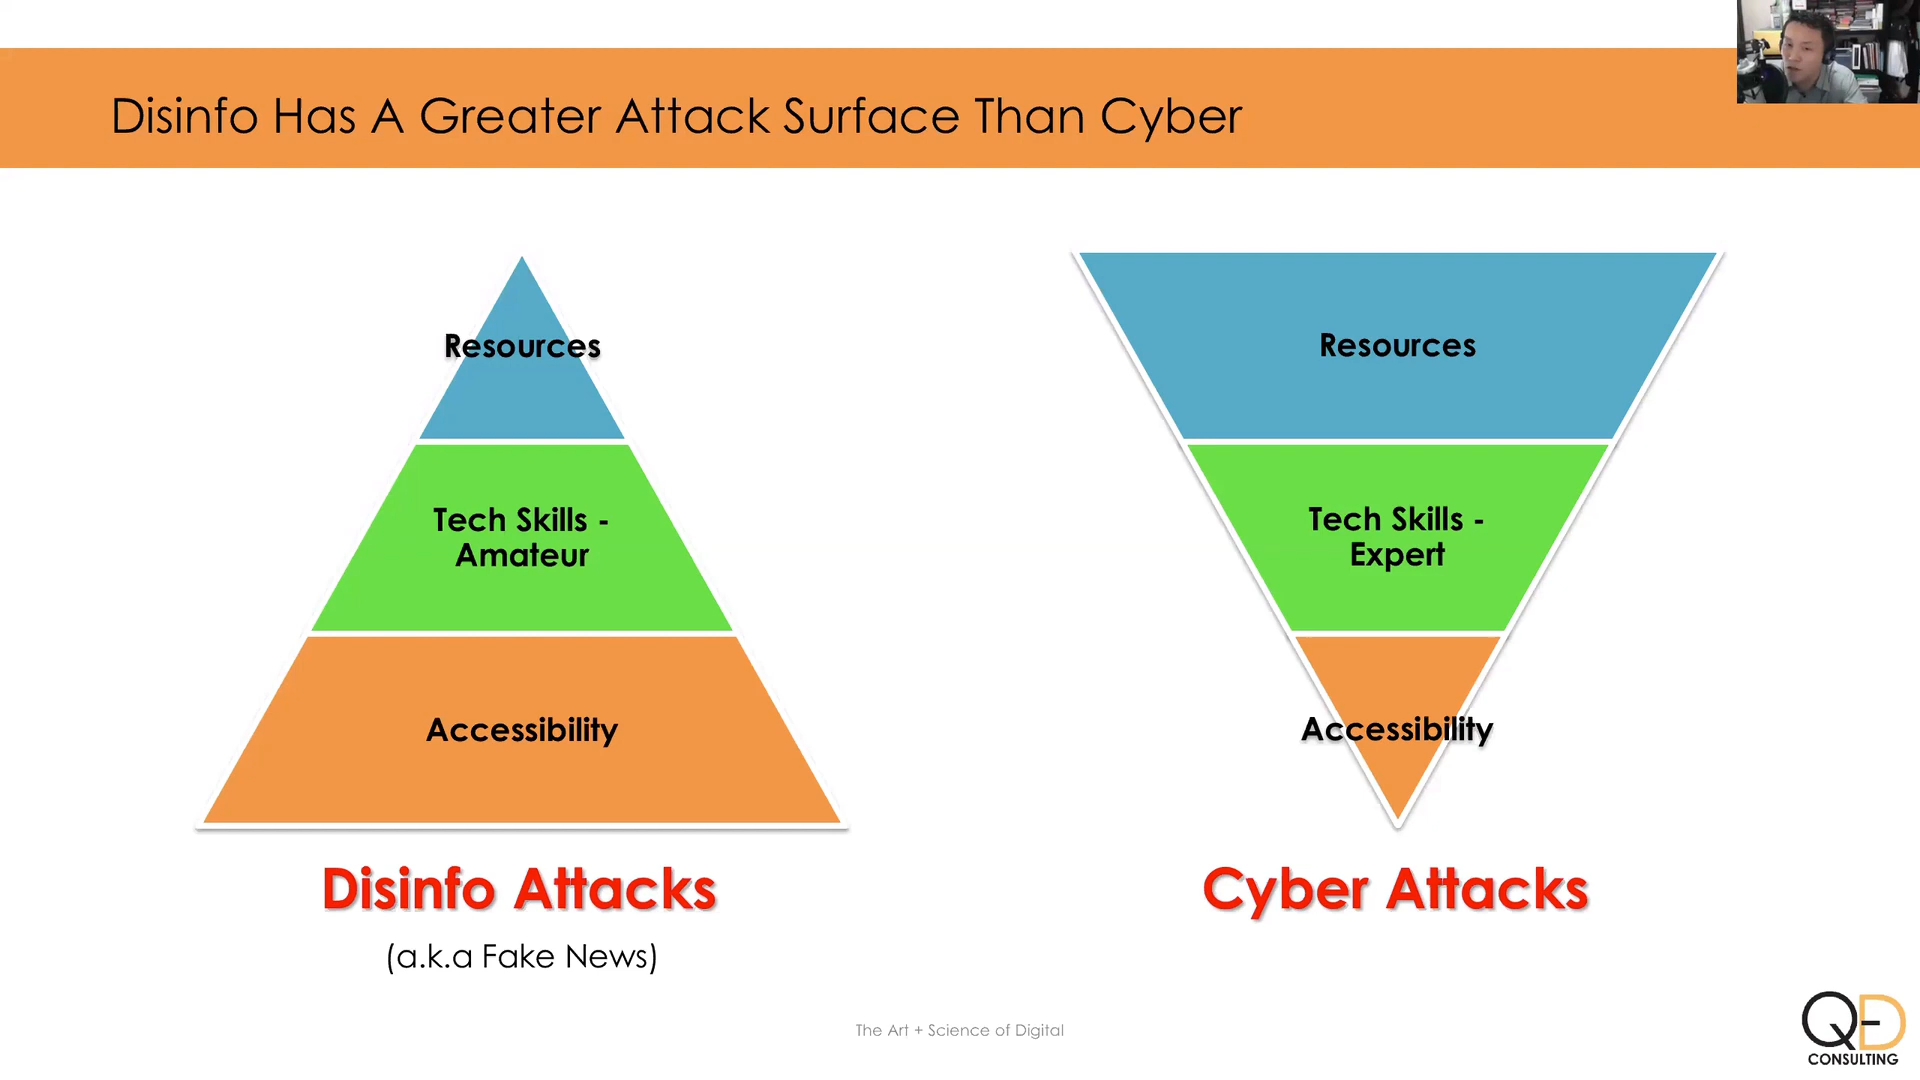 Disinfo Has A Greater Attack Surface Than Cyber
Resources
Tech Skills -
Amateur
Accessibility
Disinfo Attacks
(a.k.a Fake News)
Resources
Tech Skills -
Expert
Accessibility
Cyber Attacks
The Art + Science of Digital
QED
CONSULTING